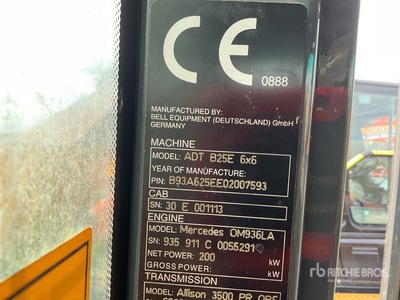 CE
0888
MANUFACTURED BY:
BELL EQUIPMENT (DEUTSCHLAND) GmbH
GERMANY
MACHINE
MODEL: ADT B25E 6x6
YEAR OF MANUFACTURE:
PIN: B93A625EE02007593
CAB
SN: 30 E 001113
ENGINE
MODEL: Mercedes OM936LA
SN: 935 911 C 0055291
NET POWER: 200 kW
GROSS POWER: kW
TRANSMISSION
MODEL: Allison 3500 PR ORS
rb RITCHIE BROS.